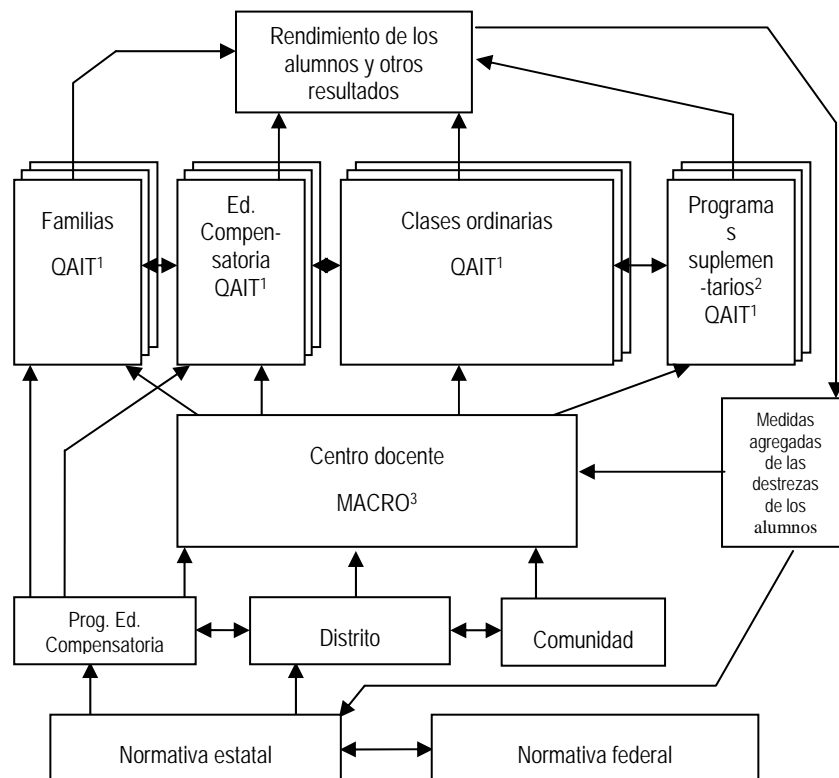 Rendimiento de los
alumnos y otros
resultados
Familias
QAIT¹
Ed.
Compen-
satoria
QAIT¹
Clases ordinarias
QAIT¹
Programa
s
suplemen
-tarios²
QAIT¹
Centro docente
MACRO³
Medidas
agregadas
de las
destrezas
de los
alumnos
Prog. Ed.
Compensatoria
Distrito
Comunidad
Normativa estatal
Normativa federal